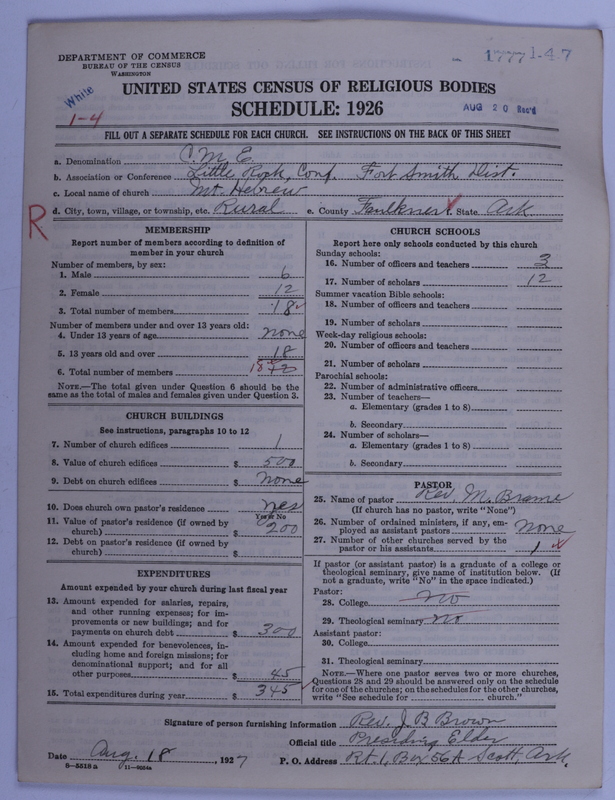 DEPARTMENT OF COMMERCE
BUREAU OF THE CENSUS
WASHINGTON
1-4-7
White
1-4
UNITED STATES CENSUS OF RELIGIOUS BODIES
SCHEDULE: 1926
AUG 20 Rec'd
FILL OUT A SEPARATE SCHEDULE FOR EACH CHURCH. SEE INSTRUCTIONS ON THE BACK OF THIS SHEET
a. Denomination C. M. E.
b. Association or Conference Little Rock, Conf. Fort Smith Dist.
c. Local name of church Mt. Hebrew
d. City, town, village, or township, etc. Rural e. County Faulkner State Ark
R
MEMBERSHIP
Report number of members according to definition of
member in your church
Number of members, by sex:
1. Male 6
2. Female 12
3. Total number of members 18
Number of members under and over 13 years old:
4. Under 13 years of age none
5. 13 years old and over 18
6. Total number of members 18
NOTE.—The total given under Question 6 should be
same as the total of males and females given under Question 3.
CHURCH BUILDINGS
See instructions, paragraphs 10 to 12
7. Number of church edifices 1
8. Value of church edifices $ 500
9. Debt on church edifices $ none
10. Does church own pastor's residence yes
Yes or No
11. Value of pastor's residence (if owned by
church) $ 200
12. Debt on pastor's residence (if owned by
church) $
EXPENDITURES
Amount expended by your church during last fiscal year
13. Amount expended for salaries, repairs,
and other running expenses; for im-
provements or new buildings; and for
payments on church debt $ 300
14. Amount expended for benevolences, in-
cluding home and foreign missions; for
denominational support; and for all
other purposes $ 45
15. Total expenditures during year $ 345
CHURCH SCHOOLS
Report here only schools conducted by this church
Sunday schools:
16. Number of officers and teachers 3
17. Number of scholars 12
Summer vacation Bible schools:
18. Number of officers and teachers
19. Number of scholars
Week-day religious schools:
20. Number of officers and teachers
21. Number of scholars
Parochial schools:
22. Number of administrative officers
23. Number of teachers—
a. Elementary (grades 1 to 8)
b. Secondary
24. Number of scholars—
a. Elementary (grades 1 to 8)
b. Secondary
PASTOR
25. Name of pastor Rev. M. Brame
(If church has no pastor, write "None")
26. Number of ordained ministers, if any, em-
ployed as assistant pastors None
27. Number of other churches served by the
pastor or his assistants 1
If pastor (or assistant pastor) is a graduate of a college or
theological seminary, give name of institution below. (If
not a graduate, write "No" in the space indicated.)
Pastor:
28. College no
29. Theological seminary no
Assistant pastor:
30. College
31. Theological seminary
NOTE.—Where one pastor serves two or more churches,
Questions 28 and 29 should be answered only on the schedule
for one of the churches; on the schedules for the other churches,
write "See schedule for church."
Signature of person furnishing information Rev. J. B Brown
Official title Presiding Elder
Date Aug. 18, 1927 P. O. Address Rt. 1, Box 56A Scott, Ark,
8—5518a 11—9054a